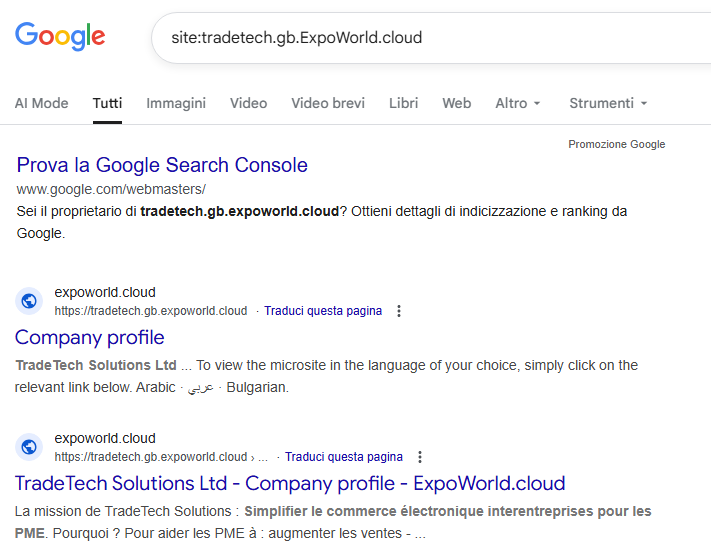 Google
site:tradetech.gb.ExpoWorld.cloud
AI Mode Tutti Immagini Video Video brevi Libri Web Altro Strumenti
Promozione Google
Prova la Google Search Console
www.google.com/webmasters/
Sei il proprietario di tradetech.gb.expoworld.cloud? Ottieni dettagli di indicizzazione e ranking da
Google.
expoworld.cloud
https://tradetech.gb.expoworld.cloud · Traduci questa pagina
Company profile
TradeTech Solutions Ltd ... To view the microsite in the language of your choice, simply click on the
relevant link below. Arabic · عربي · Bulgarian.
expoworld.cloud
https://tradetech.gb.expoworld.cloud › ... · Traduci questa pagina
TradeTech Solutions Ltd - Company profile - ExpoWorld.cloud
La mission de TradeTech Solutions : Simplifier le commerce électronique interentreprises pour les
PME. Pourquoi ? Pour aider les PME à : augmenter les ventes - ...